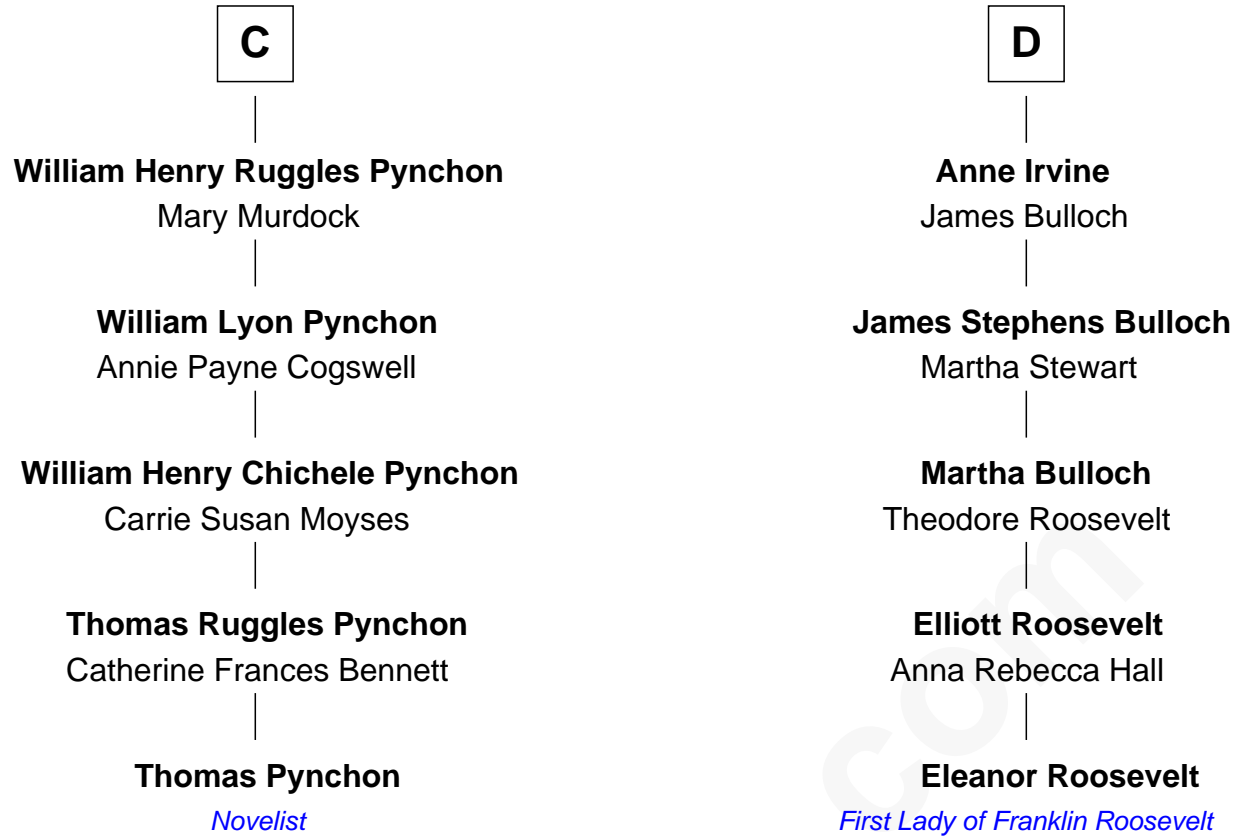 C
William Henry Ruggles Pynchon
Mary Murdock
William Lyon Pynchon
Annie Payne Cogswell
William Henry Chichele Pynchon
Carrie Susan Moyses
Thomas Ruggles Pynchon
Catherine Frances Bennett
Thomas Pynchon
Novelist
D
Anne Irvine
James Bulloch
James Stephens Bulloch
Martha Stewart
Martha Bulloch
Theodore Roosevelt
Elliott Roosevelt
Anna Rebecca Hall
Eleanor Roosevelt
First Lady of Franklin Roosevelt
com